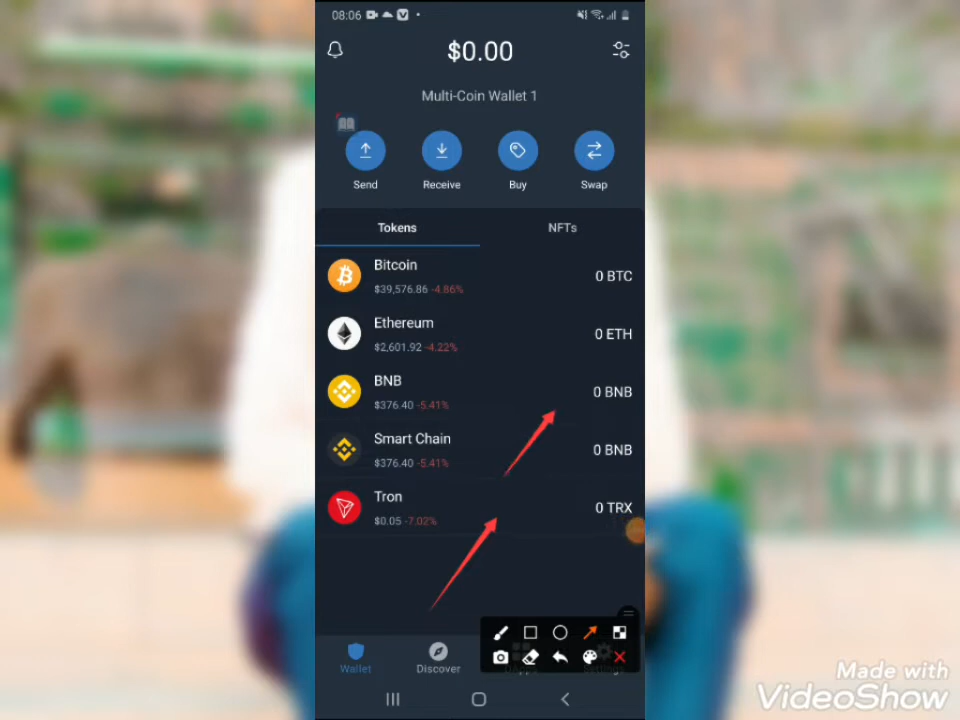 08:06
$0.00
Multi-Coin Wallet 1
Send Receive Buy Swap
Tokens NFTs
Bitcoin
$39,576.86 -4.86%
0 BTC
Ethereum
$2,601.92 -4.22%
0 ETH
BNB
$376.40 -5.41%
0 BNB
Smart Chain
$376.40 -5.41%
0 BNB
Tron
$0.05 -7.02%
0 TRX
Wallet Discover
Made with
VideoShow